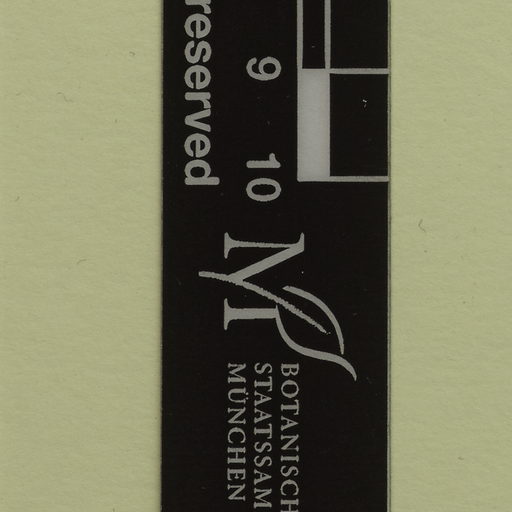 reserved
9 10
BOTANISCH
STAATSSAM
MÜNCHEN